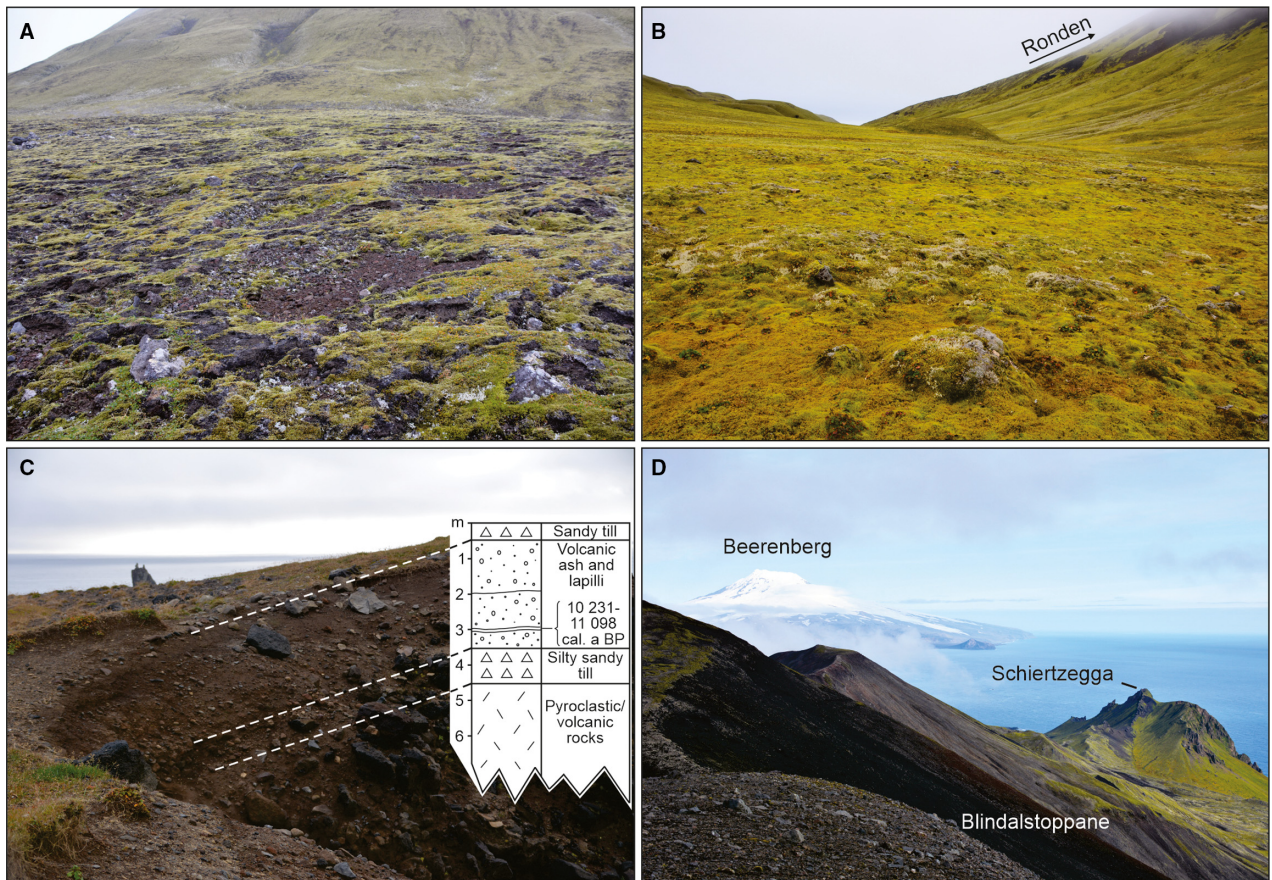 A
B
Ronden
C
m
1
2
3
4
5
6
Sandy till
Volcanic
ash and
lapilli
10 231-
11 098
cal. a BP
Silty sandy
till
Pyroclastic/
volcanic
rocks
D
Beerenberg
Schiertzegga
Blindalstoppane